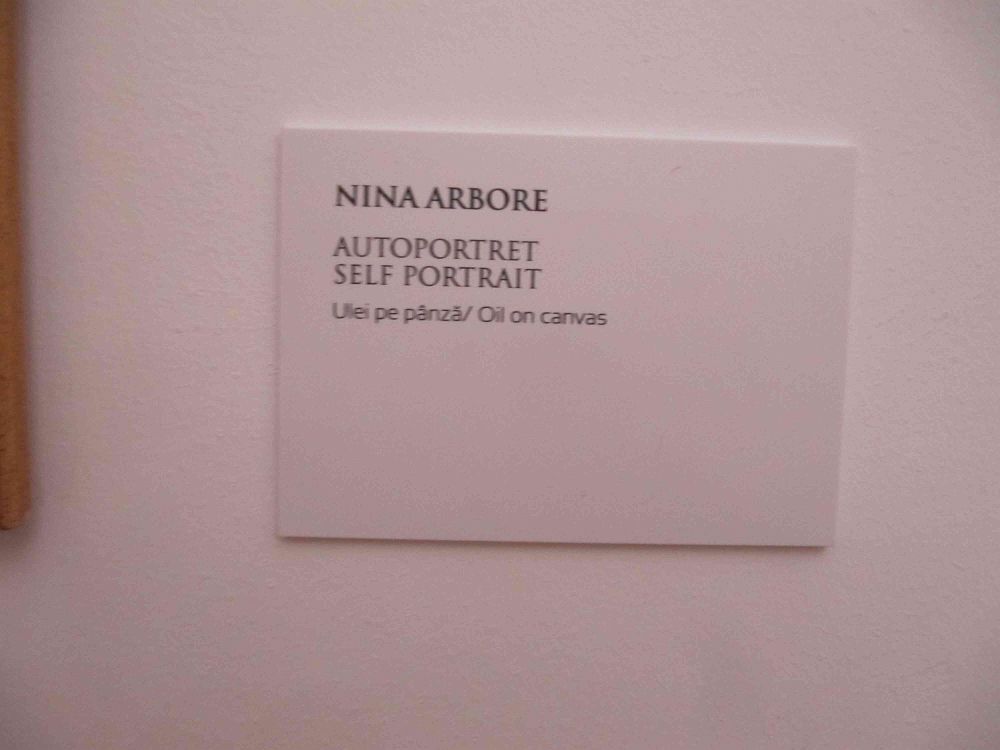 NINA ARBORE
AUTOPORTRET
SELF PORTRAIT
Ulei pe pânză/ Oil on canvas